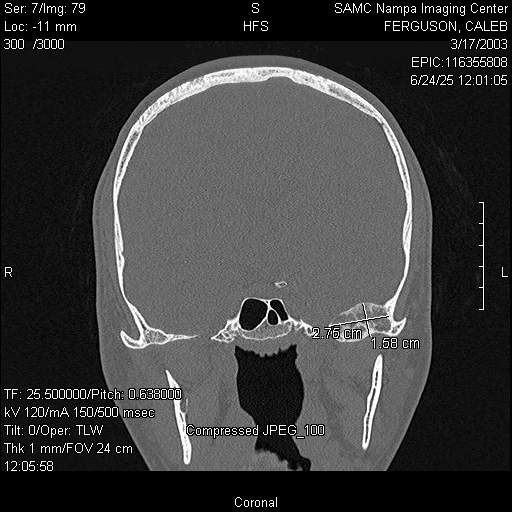 Ser: 7/Img: 79
Loc: -11 mm
300 /3000
S
HFS
SAMC Nampa Imaging Center
FERGUSON, CALEB
3/17/2003
EPIC:116355808
6/24/25 12:01:05
R
L
2.76 cm
1.58 cm
TF: 25.500000/Pitch: 0.638000
kV 120/mA 150/500 msec
Tilt: 0/Oper: TLW
Thk 1 mm/FOV 24 cm
12:05:58
Compressed JPEG_100
Coronal